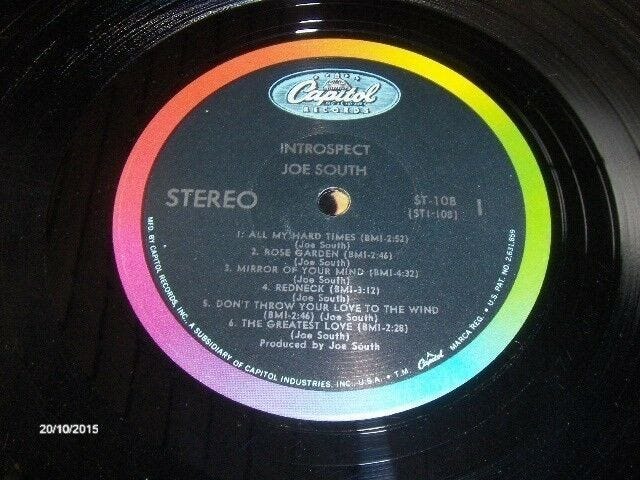 Capitol
RECORDS
INTROSPECT
JOE SOUTH
STEREO
ST-108
(ST1-108)
1
1. ALL MY HARD TIMES (BMI-2:52)
(Joe South)
2. ROSE GARDEN (BMI-2:46)
(Joe South)
3. MIRROR OF YOUR MIND (BMI-4:32)
(Joe South)
4. REDNECK (BMI-3:12)
(Joe South)
5. DON'T THROW YOUR LOVE TO THE WIND
(BMI-2:46) (Joe South)
6. THE GREATEST LOVE (BMI-2:28)
(Joe South)
Produced by Joe South
MFG. BY CAPITOL RECORDS, INC. A SUBSIDIARY OF CAPITOL INDUSTRIES, INC., U.S.A. • T.M. Capitol MARCA REG. • U.S. PAT. NO. 2,631,859
20/10/2015